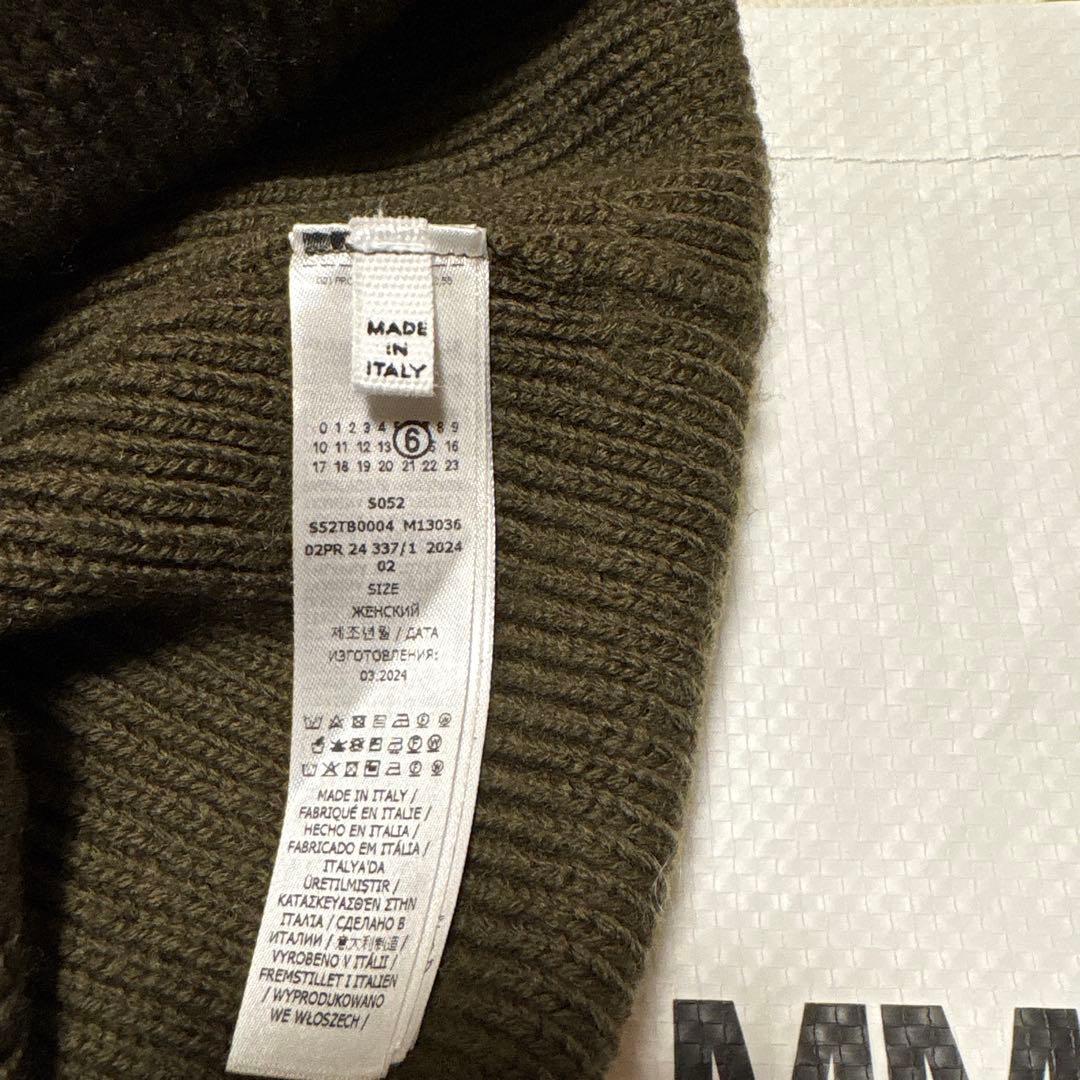 MADE
IN
ITALY
0 1 2 3 4 6 8 9
10 11 12 13 16
17 18 19 20 21 22 23
S052
S52TB0004 M13036
02PR 24 337/1 2024
02
SIZE
ЖЕНСКИЙ
제조년월 / ДАТА
ИЗГОТОВЛЕНИЯ:
03.2024
MADE IN ITALY /
FABRIQUÉ EN ITALIE /
HECHO EN ITALIA /
FABRICADO EM ITÁLIA /
ITALYA'DA
ÜRETILMIŞTIR /
ΚΑΤΑΣΚΕΥΑΣΘΕΝ ΣΤΗΝ
ΙΤΑΛΙΑ / СДЕЛАНО В
ИТАЛИИ / 意大利制造 /
VYROBENO V ITÁLII /
FREMSTILLET I ITALIEN
/ WYPRODUKOWANO
WE WŁOSZECH /
MM